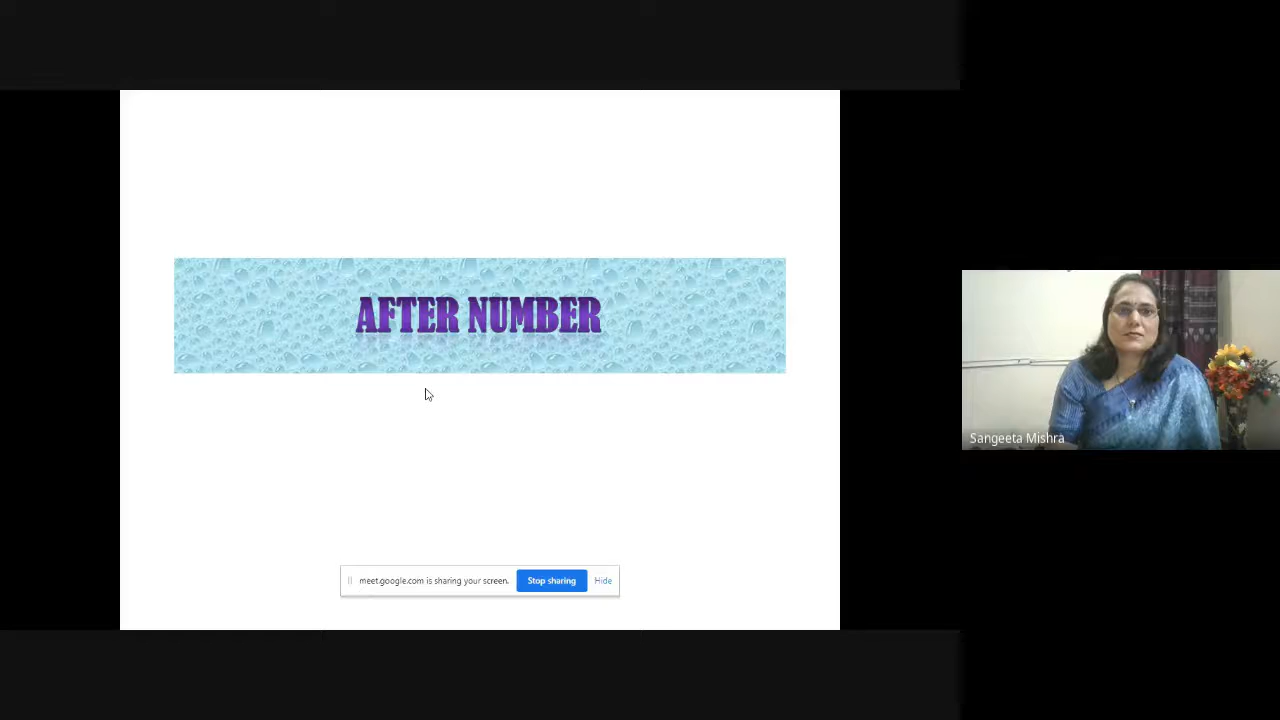 AFTER NUMBER
meet.google.com is sharing your screen.
Stop sharing
Hide
Sangeeta Mishra